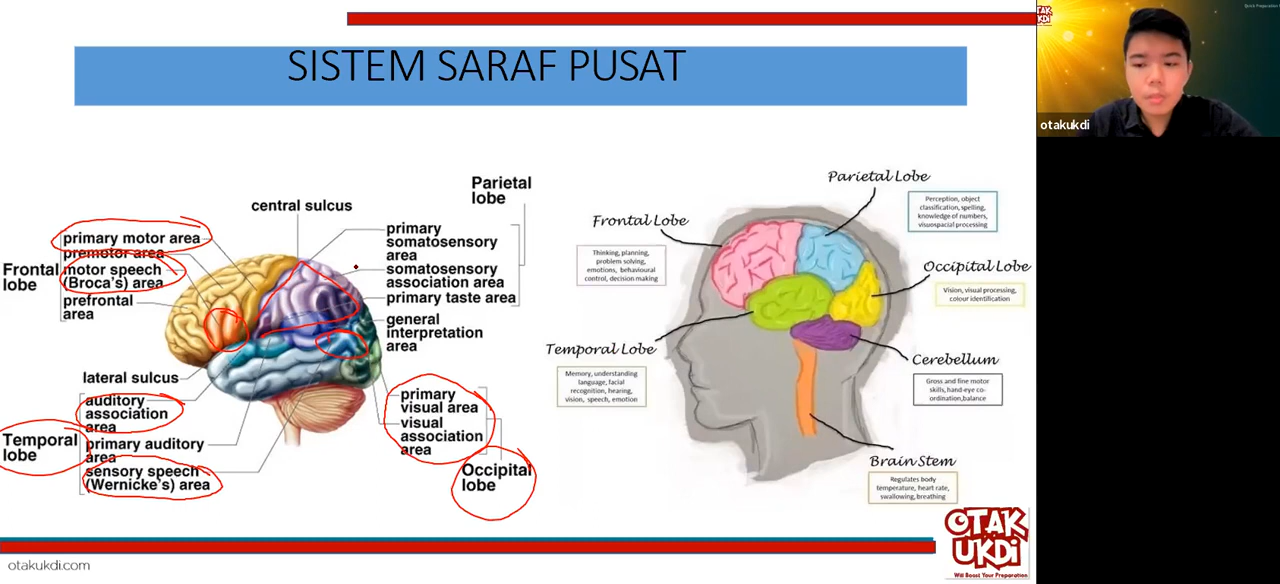 SISTEM SARAF PUSAT
central sulcus
Parietal
lobe
primary motor area
premotor area
Frontal
lobe
motor speech
(Broca's) area
prefrontal
area
primary
somatosensory
area
somatosensory
association area
primary taste area
general
interpretation
area
lateral sulcus
auditory
association
area
Temporal
lobe
primary auditory
area
sensory speech
(Wernicke's) area
primary
visual area
visual
association
area
Occipital
lobe
Parietal Lobe
Perception, object
classification, spelling,
knowledge of numbers,
visuospacial processing
Frontal Lobe
Thinking, planning,
problem solving,
emotions, behavioural
control, decision making
Occipital Lobe
Vision, visual processing,
colour identification
Temporal Lobe
Memory, understanding
language, facial
recognition, hearing,
vision, speech, emotion
Cerebellum
Gross and fine motor
skills, hand-eye co-
ordination,balance
Brain Stem
Regulates body
temperature, heart rate,
swallowing, breathing
otakukdi.com
OTAK
UKDI
Will Boost Your Preparation
otakukdi